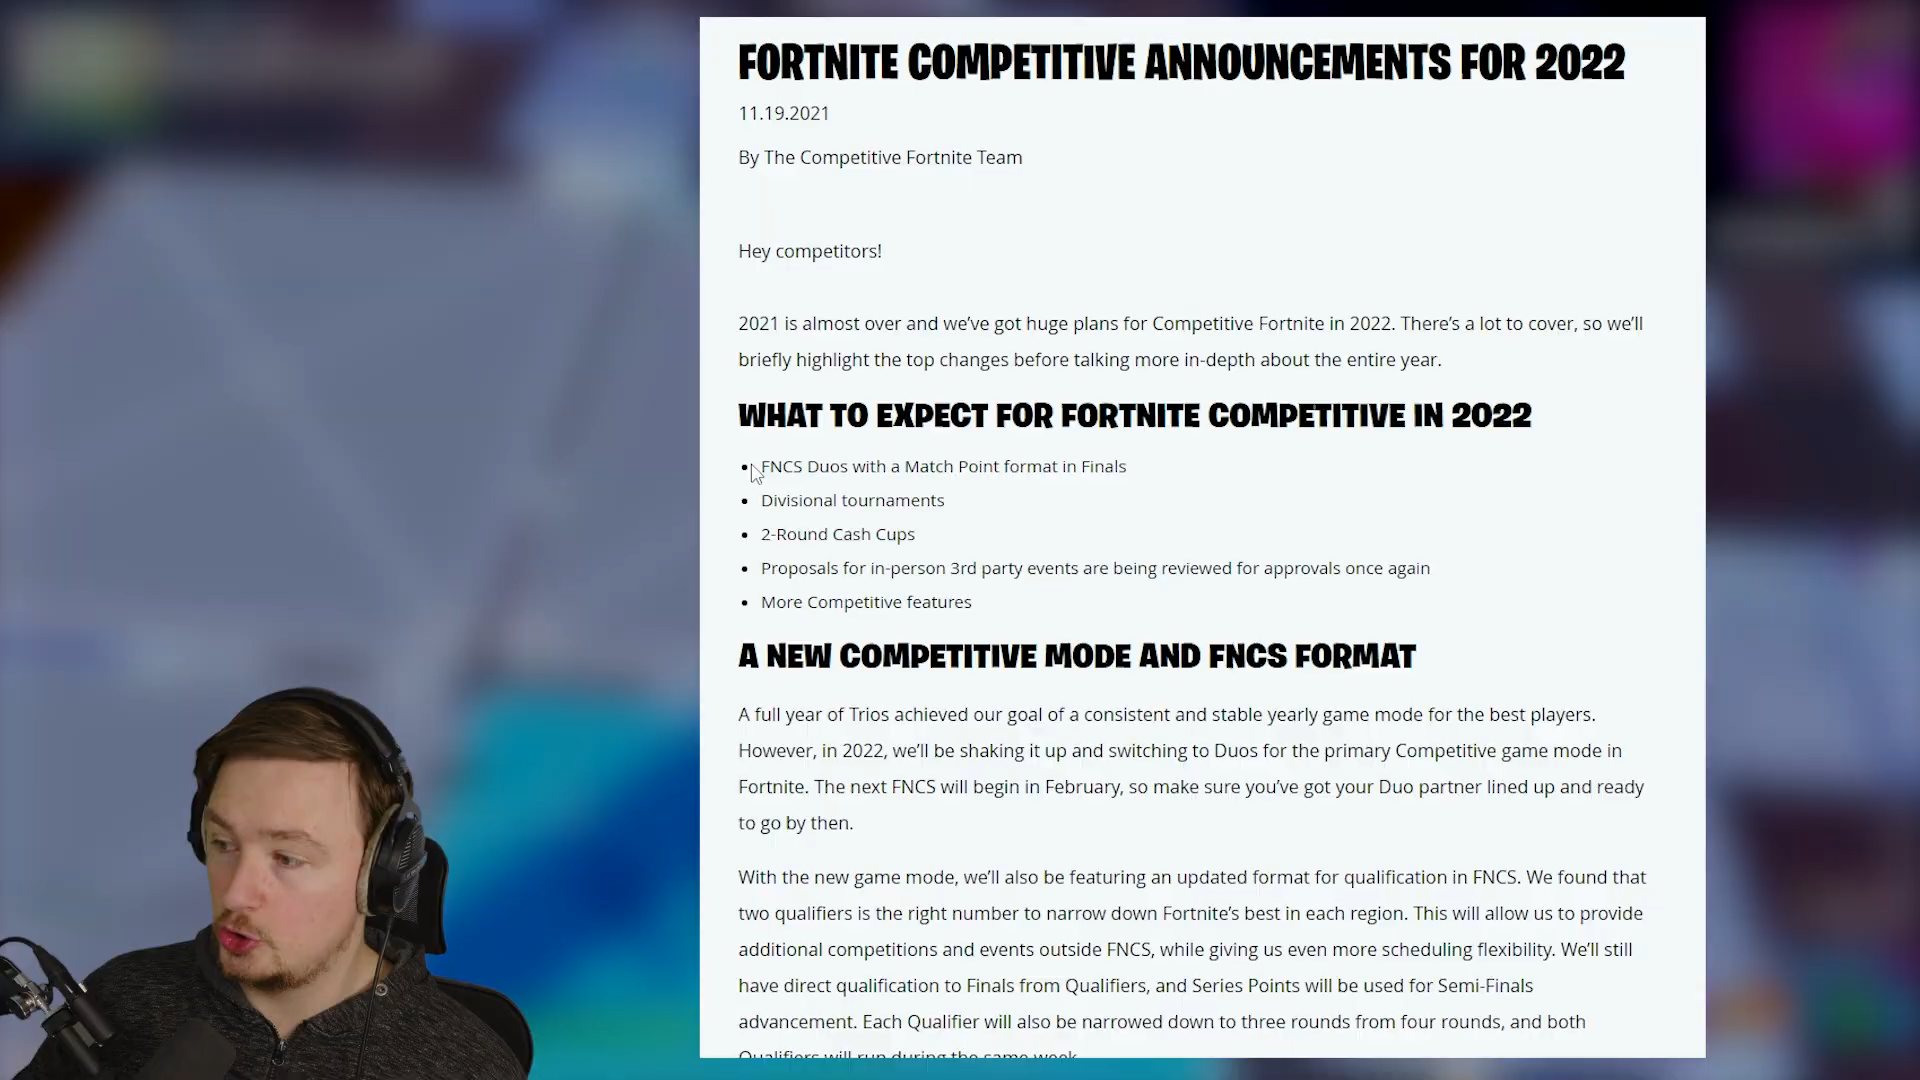 FORTNITE COMPETITIVE ANNOUNCEMENTS FOR 2022
11.19.2021
By The Competitive Fortnite Team
Hey competitors!
2021 is almost over and we’ve got huge plans for Competitive Fortnite in 2022. There’s a lot to cover, so we’ll
briefly highlight the top changes before talking more in-depth about the entire year.
WHAT TO EXPECT FOR FORTNITE COMPETITIVE IN 2022
• FNCS Duos with a Match Point format in Finals
• Divisional tournaments
• 2-Round Cash Cups
• Proposals for in-person 3rd party events are being reviewed for approvals once again
• More Competitive features
A NEW COMPETITIVE MODE AND FNCS FORMAT
A full year of Trios achieved our goal of a consistent and stable yearly game mode for the best players.
However, in 2022, we’ll be shaking it up and switching to Duos for the primary Competitive game mode in
Fortnite. The next FNCS will begin in February, so make sure you’ve got your Duo partner lined up and ready
to go by then.
With the new game mode, we’ll also be featuring an updated format for qualification in FNCS. We found that
two qualifiers is the right number to narrow down Fortnite’s best in each region. This will allow us to provide
additional competitions and events outside FNCS, while giving us even more scheduling flexibility. We’ll still
have direct qualification to Finals from Qualifiers, and Series Points will be used for Semi-Finals
advancement. Each Qualifier will also be narrowed down to three rounds from four rounds, and both
Qualifiers will run during the same week